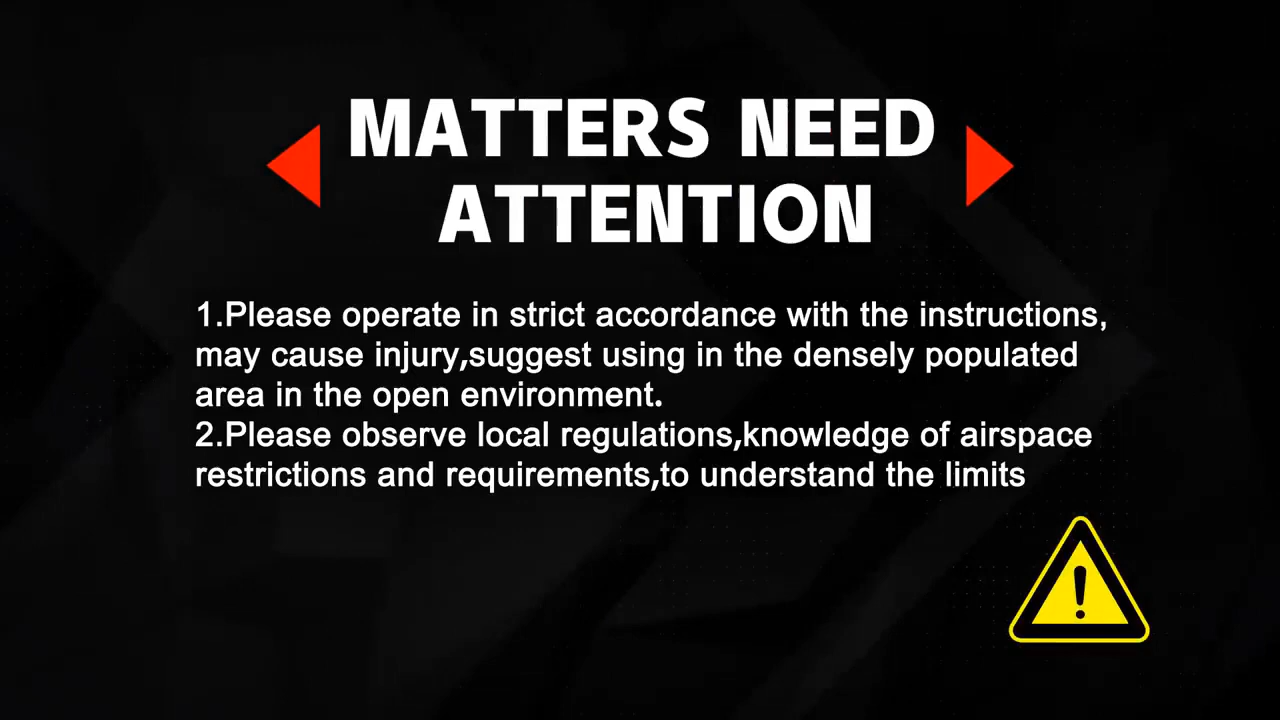 MATTERS NEED
ATTENTION
1.Please operate in strict accordance with the instructions,
may cause injury,suggest using in the densely populated
area in the open environment.
2.Please observe local regulations,knowledge of airspace
restrictions and requirements,to understand the limits
!